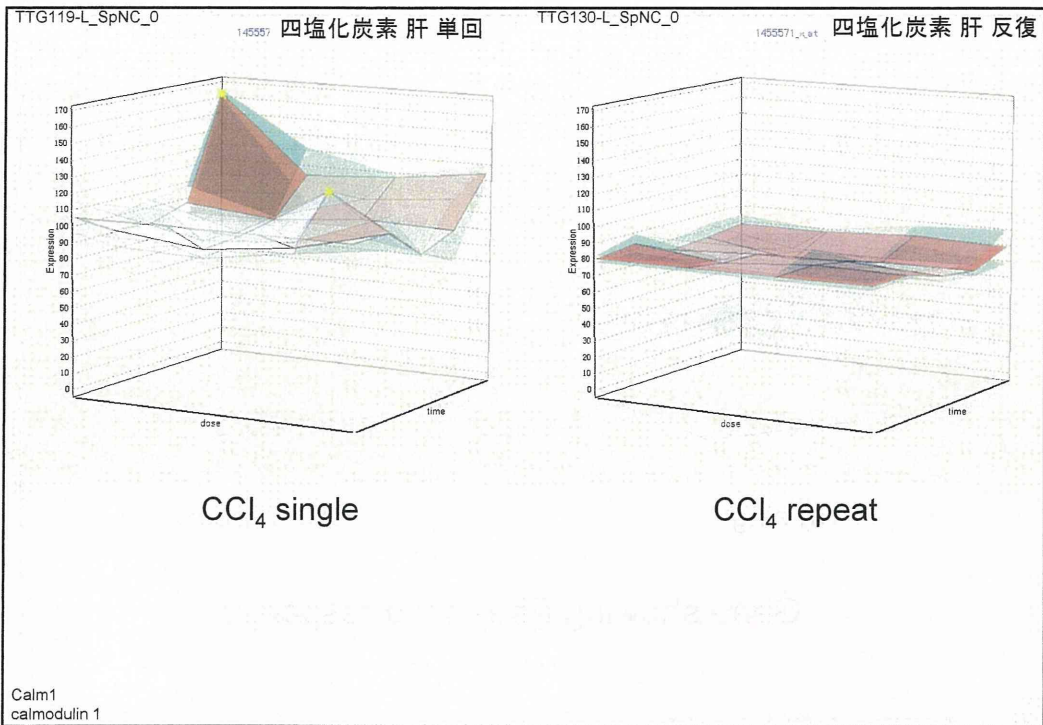 TTG119-L_SpNC_0
145557 四塩化炭素 肝 単回
170
160
150
140
130
120
110
100
90
80
70
60
50
40
30
20
10
0
Expression
dose
time
CCl₄ single
TTG130-L_SpNC_0
1455571_x_at 四塩化炭素 肝 反復
170
160
150
140
130
120
110
100
90
80
70
60
50
40
30
20
10
0
Expression
dose
time
CCl₄ repeat
Calm1
calmodulin 1